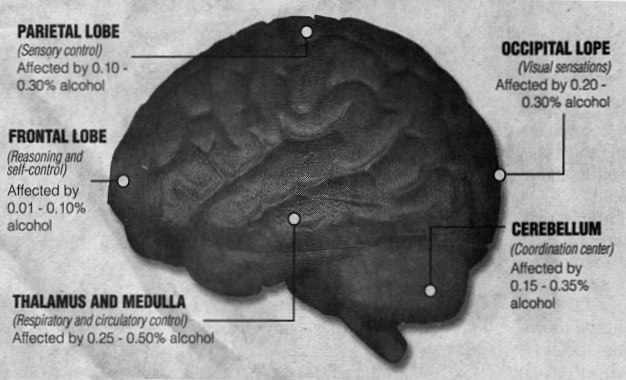 PARIETAL LOBE
(Sensory control)
Affected by 0.10 -
0.30% alcohol
OCCIPITAL LOPE
(Visual sensations)
Affected by 0.20 -
0.30% alcohol
FRONTAL LOBE
(Reasoning and
self-control)
Affected by
0.01 - 0.10%
alcohol
CEREBELLUM
(Coordination center)
Affected by
0.15 - 0.35%
alcohol
THALAMUS AND MEDULLA
(Respiratory and circulatory control)
Affected by 0.25 - 0.50% alcohol